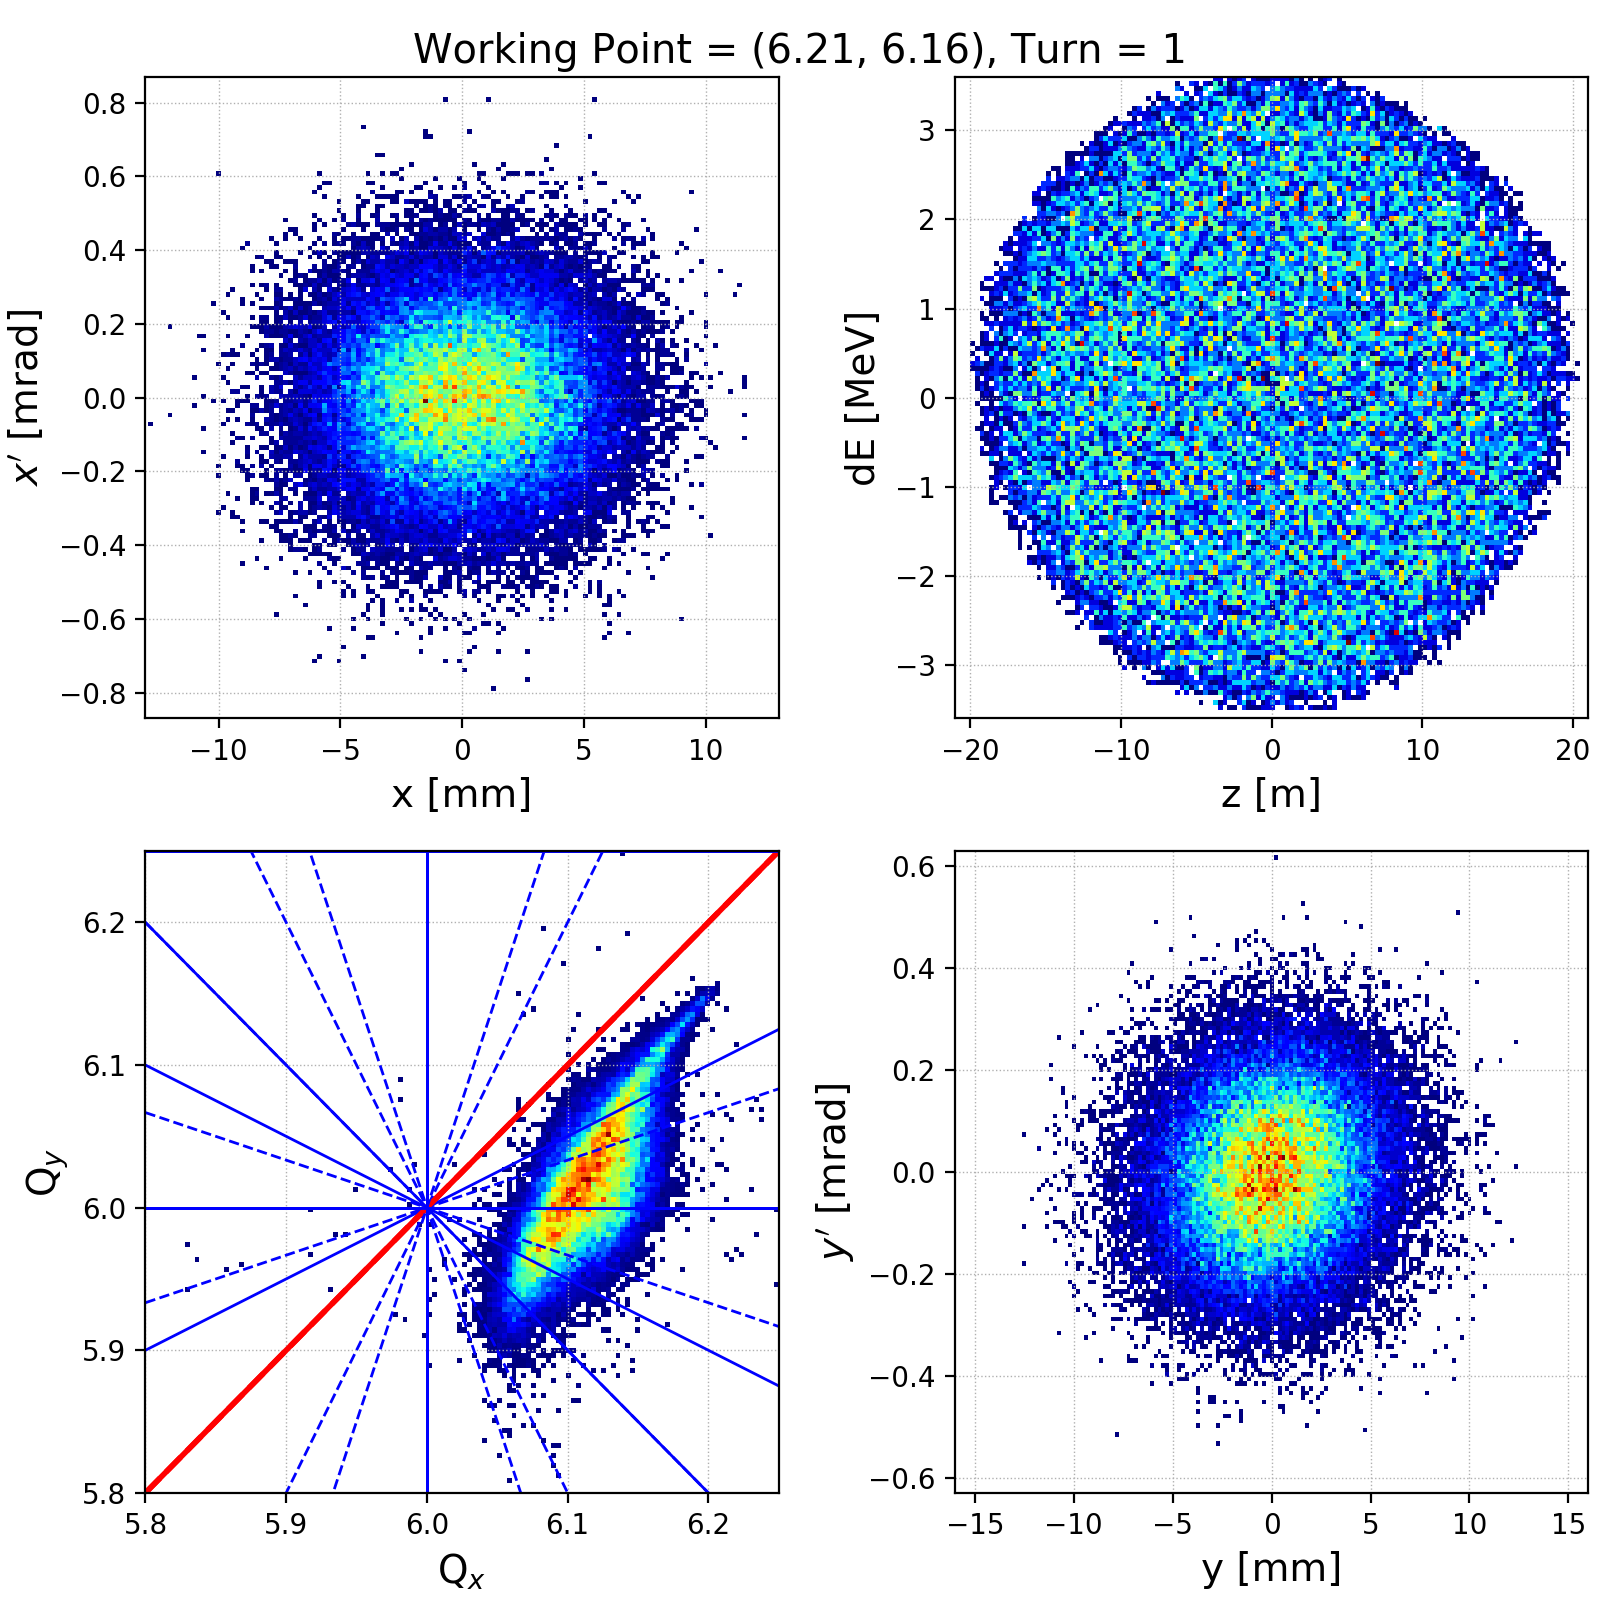 Working Point = (6.21, 6.16), Turn = 1
0.8
0.6
0.4
0.2
0.0
−0.2
−0.4
−0.6
−0.8
x′ [mrad]
−10 −5 0 5 10
x [mm]
3
2
1
0
−1
−2
−3
dE [MeV]
−20 −10 0 10 20
z [m]
6.2
6.1
6.0
5.9
5.8
Qy
5.8 5.9 6.0 6.1 6.2
Qx
0.6
0.4
0.2
0.0
−0.2
−0.4
−0.6
y′ [mrad]
−15 −10 −5 0 5 10 15
y [mm]